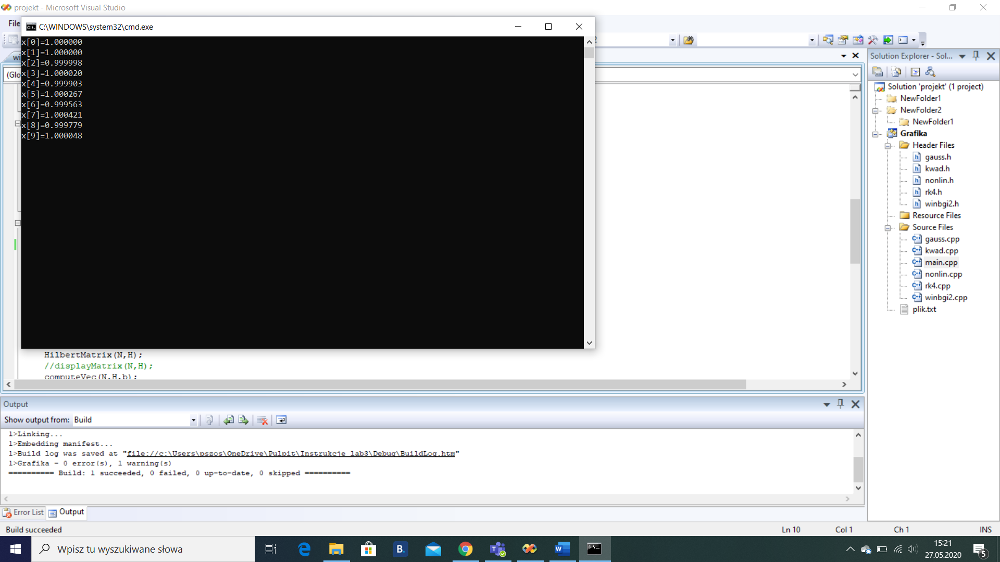 projekt - Microsoft Visual Studio
File
C:\WINDOWS\system32\cmd.exe
x[0]=1.000000
x[1]=1.000000
x[2]=0.999998
x[3]=1.000020
x[4]=0.999903
x[5]=1.000267
x[6]=0.999563
x[7]=1.000421
x[8]=0.999779
x[9]=1.000048
wi
(Glo
HilbertMatrix(N,H);
//displayMatrix(N,H);
computeVec(N,H,b);
Solution Explorer - Sol...
Solution 'projekt' (1 project)
NewFolder1
NewFolder2
NewFolder1
Grafika
Header Files
gauss.h
kwad.h
nonlin.h
rk4.h
winbgi2.h
Resource Files
Source Files
gauss.cpp
kwad.cpp
main.cpp
nonlin.cpp
rk4.cpp
winbgi2.cpp
plik.txt
Output
Show output from: Build
1>Linking...
1>Embedding manifest...
1>Build log was saved at "file://c:\Users\pszos\OneDrive\Pulpit\Instrukcje lab3\Debug\BuildLog.htm"
1>Grafika - 0 error(s), 1 warning(s)
========== Build: 1 succeeded, 0 failed, 0 up-to-date, 0 skipped ==========
Error List
Output
Build succeeded
Ln 10
Col 1
Ch 1
INS
Wpisz tu wyszukiwane słowa
B.
15:21
27.05.2020
5